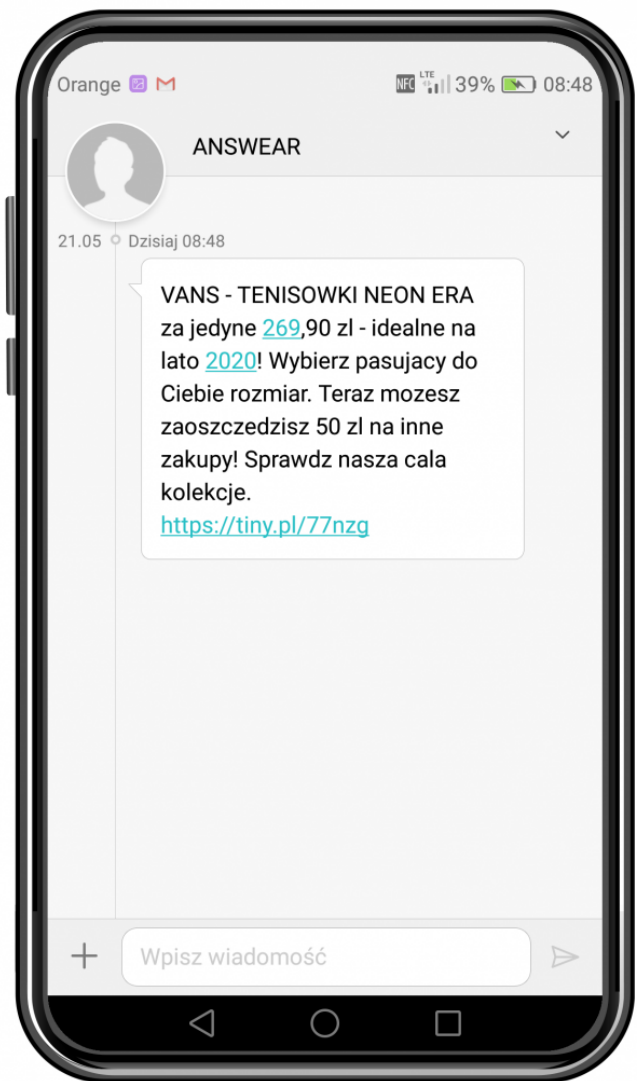 Orange
NFC LTE 39% 08:48
ANSWEAR
21.05 Dzisiaj 08:48
VANS - TENISOWKI NEON ERA
za jedyne 269,90 zl - idealne na
lato 2020! Wybierz pasujacy do
Ciebie rozmiar. Teraz mozesz
zaoszczedzisz 50 zl na inne
zakupy! Sprawdz nasza cala
kolekcje.
https://tiny.pl/77nzg
Wpisz wiadomość